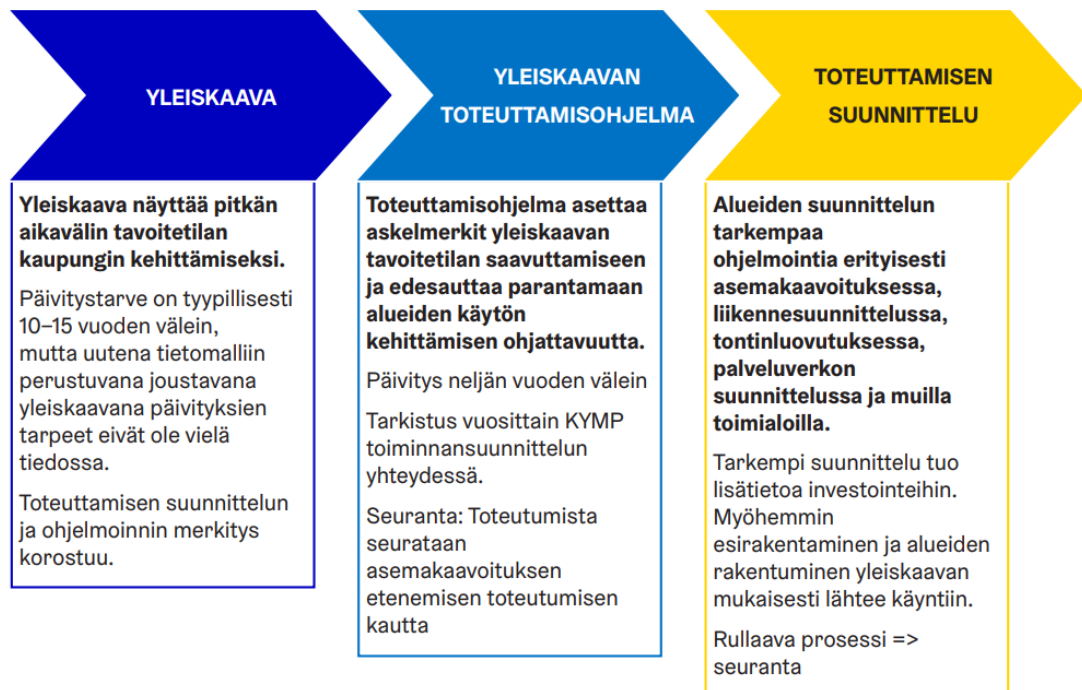 YLEISKAAVA
Yleiskaava näyttää pitkän
aikavälin tavoitetilan
kaupungin kehittämiseksi.
Päivitystarve on tyypillisesti
10–15 vuoden välein,
mutta uutena tietomalliin
perustuvana joustavana
yleiskaavana päivityksien
tarpeet eivät ole vielä
tiedossa.
Toteuttamisen suunnittelun
ja ohjelmoinnin merkitys
korostuu.
YLEISKAAVAN
TOTEUTTAMISOHJELMA
Toteuttamisohjelma asettaa
askelmerkit yleiskaavan
tavoitetilan saavuttamiseen
ja edesauttaa parantamaan
alueiden käytön
kehittämisen ohjattavuutta.
Päivitys neljän vuoden välein
Tarkistus vuosittain KYMP
toiminnansuunnittelun
yhteydessä.
Seuranta: Toteutumista
seurataan
asemakaavoituksen
etenemisen toteutumisen
kautta
TOTEUTTAMISEN
SUUNNITTELU
Alueiden suunnittelun
tarkempaa
ohjelmointia erityisesti
asemakaavoituksessa,
liikennesuunnittelussa,
tontinluovutuksessa,
palveluverkon
suunnittelussa ja muilla
toimialoilla.
Tarkempi suunnittelu tuo
lisätietoa investointeihin.
Myöhemmin
esirakentaminen ja alueiden
rakentuminen yleiskaavan
mukaisesti lähtee käyntiin.
Rullaava prosessi =>
seuranta